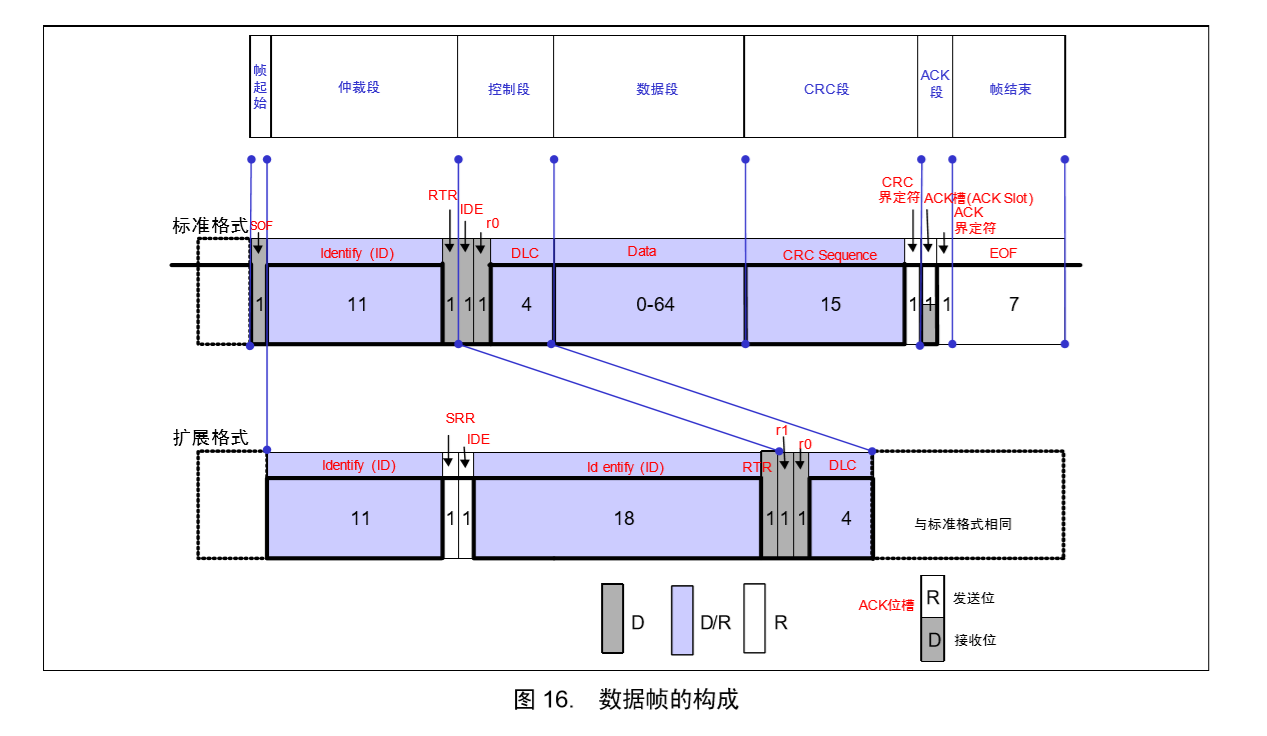 帧起始
仲裁段
控制段
数据段
CRC段
ACK段
帧结束
标准格式
SOF
RTR
IDE
r0
CRC
界定符
ACK槽(ACK Slot)
ACK
界定符
Identify (ID)
DLC
Data
CRC Sequence
EOF
1
11
1
1
1
4
0-64
15
1
1
1
7
扩展格式
SRR
IDE
r1
r0
Identify (ID)
Id entify (ID)
RTR
DLC
11
1
1
18
1
1
1
4
与标准格式相同
D
D/R
R
ACK位槽
R
发送位
D
接收位
图 16. 数据帧的构成